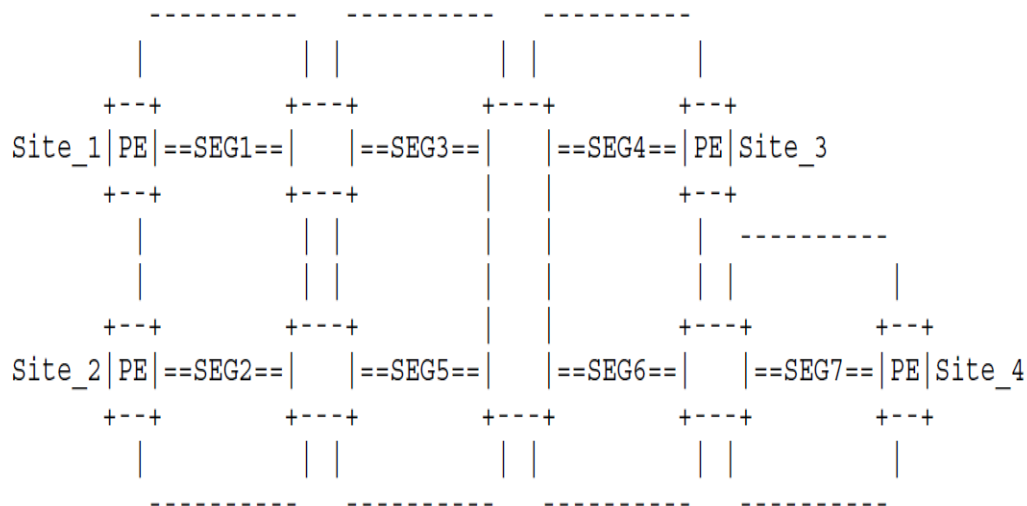 ----------   ----------   ----------
          |          | |          | |          |
        +--+        +---+        +---+        +--+
  Site_1|PE|==SEG1==|   |==SEG3==|   |==SEG4==|PE|Site_3
        +--+        +---+        |   |        +--+
          |          | |         |   |         |  ----------
          |          | |         |   |         | |          |
        +--+        +---+        |   |        +---+        +--+
  Site_2|PE|==SEG2==|   |==SEG5==|   |==SEG6==|   |==SEG7==|PE|Site_4
        +--+        +---+        +---+        +---+        +--+
          |          | |          | |          | |          |
           ----------   ----------   ----------   ----------